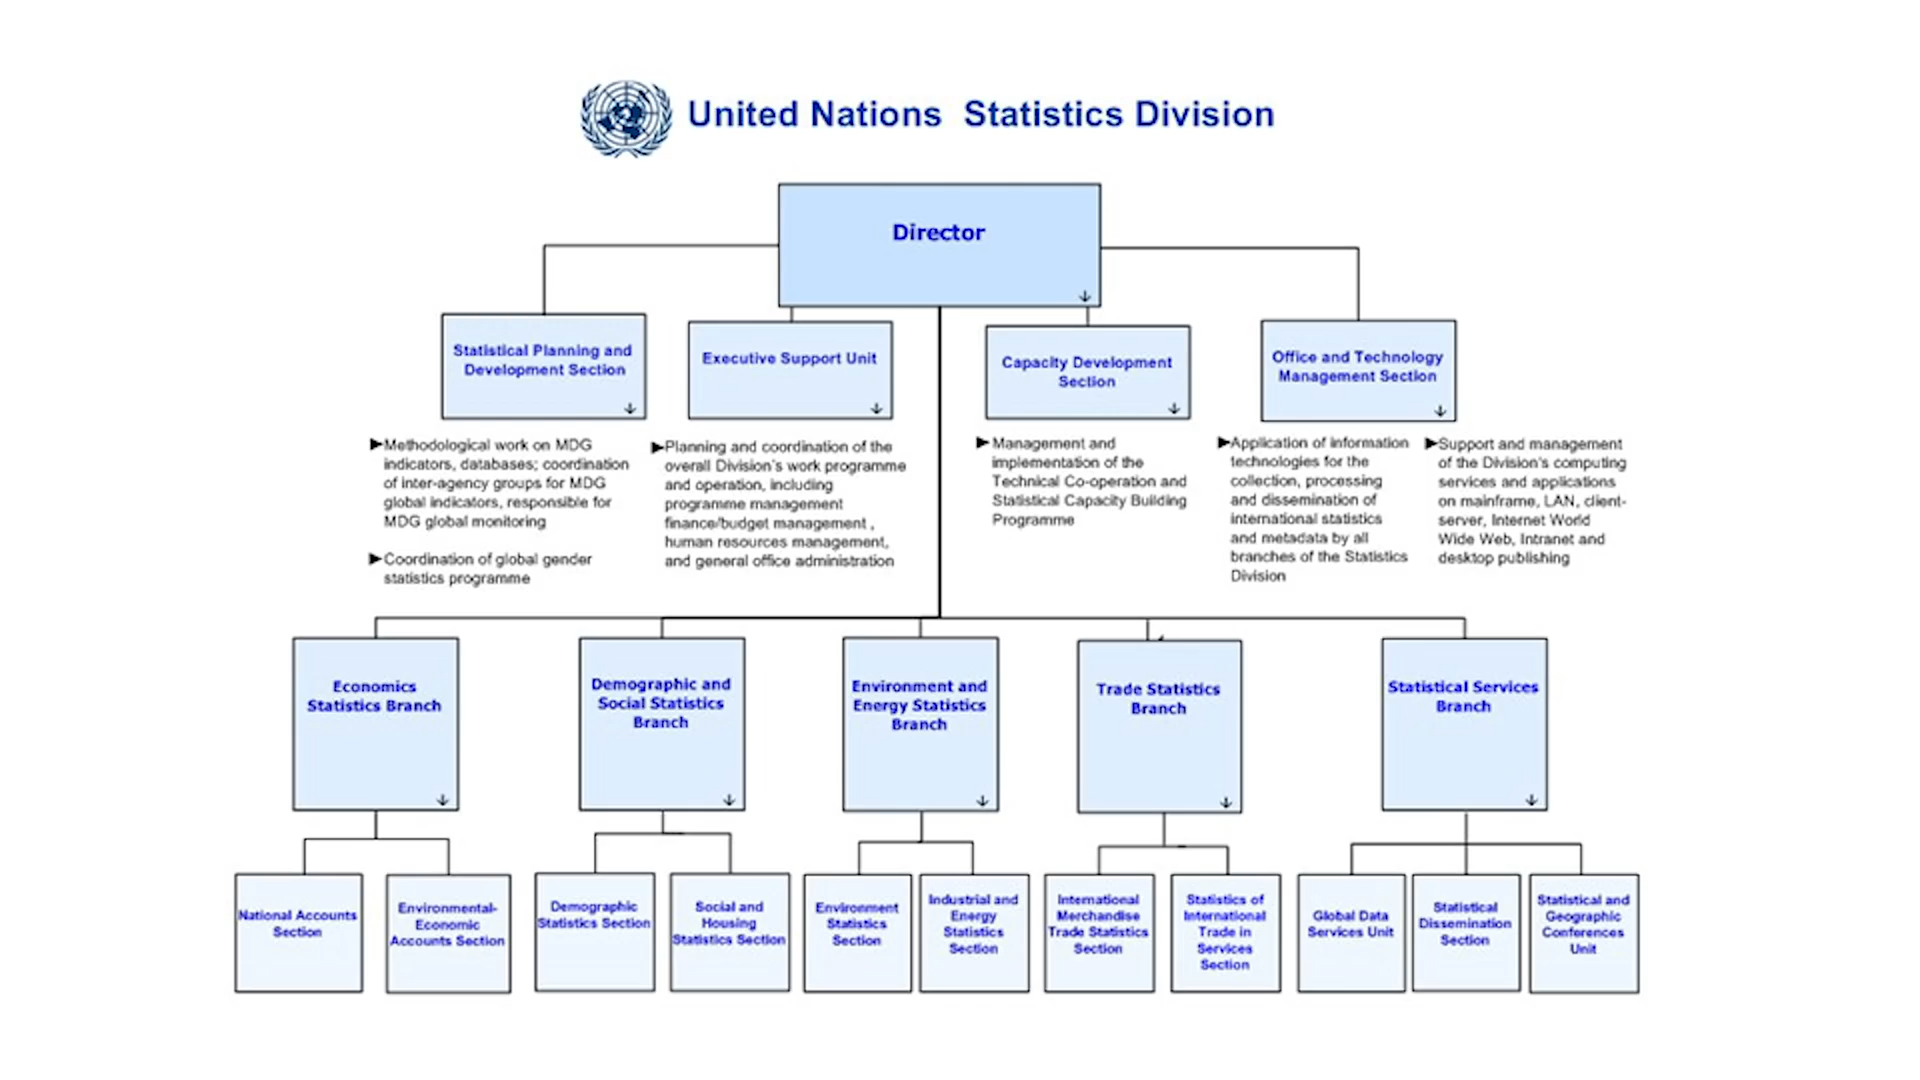 United Nations Statistics Division
Director
Statistical Planning and
Development Section
Executive Support Unit
Capacity Development
Section
Office and Technology
Management Section
►Methodological work on MDG
indicators, databases; coordination
of inter-agency groups for MDG
global indicators, responsible for
MDG global monitoring
►Coordination of global gender
statistics programme
►Planning and coordination of the
overall Division's work programme
and operation, including
programme management
finance/budget management ,
human resources management,
and general office administration
►Management and
implementation of the
Technical Co-operation and
Statistical Capacity Building
Programme
►Application of information
technologies for the
collection, processing
and dissemination of
international statistics
and metadata by all
branches of the Statistics
Division
►Support and management
of the Division's computing
services and applications
on mainframe, LAN, client-
server, Internet World
Wide Web, Intranet and
desktop publishing
Economics
Statistics Branch
Demographic and
Social Statistics
Branch
Environment and
Energy Statistics
Branch
Trade Statistics
Branch
Statistical Services
Branch
National Accounts
Section
Environmental-
Economic
Accounts Section
Demographic
Statistics Section
Social and
Housing
Statistics Section
Environment
Statistics
Section
Industrial and
Energy
Statistics
Section
International
Merchandise
Trade Statistics
Section
Statistics of
International
Trade in
Services
Section
Global Data
Services Unit
Statistical
Dissemination
Section
Statistical and
Geographic
Conferences
Unit